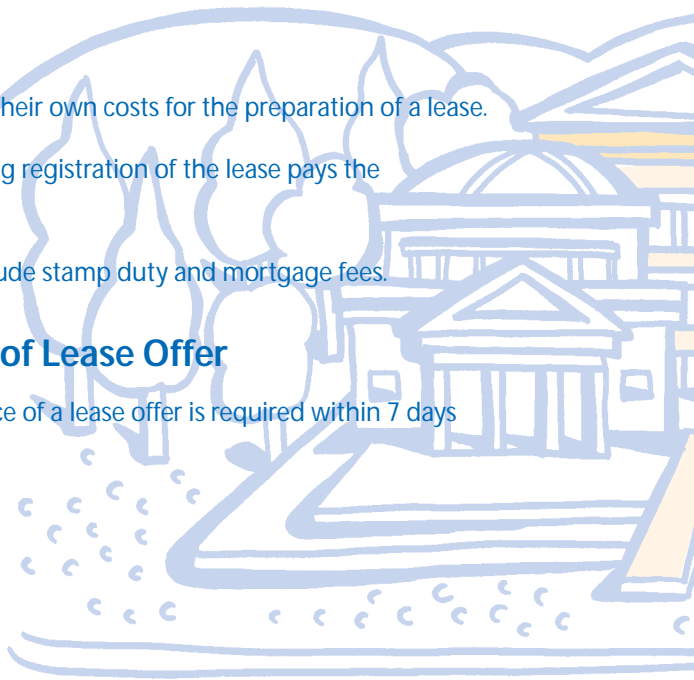 heir own costs for the preparation of a lease.
g registration of the lease pays the
ude stamp duty and mortgage fees.
of Lease Offer
ce of a lease offer is required within 7 days